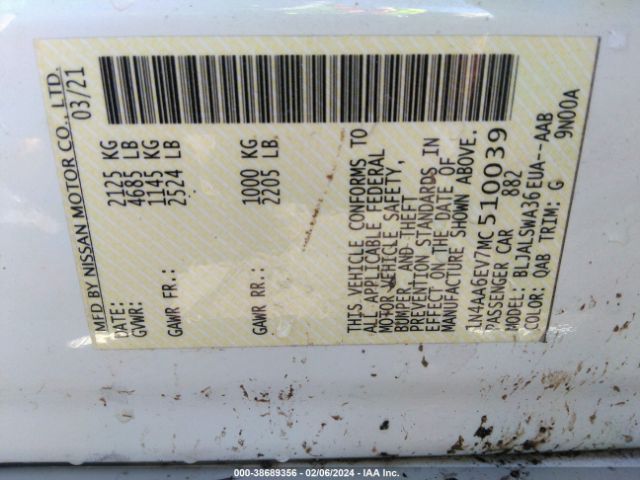 MFD BY NISSAN MOTOR CO., LTD.
DATE: 03/21
GVWR: 2125 KG
4685 LB
GAWR FR.: 1145 KG
2524 LB
GAWR RR.: 1000 KG
2205 LB.
THIS VEHICLE CONFORMS TO
ALL APPLICABLE FEDERAL
MOTOR VEHICLE SAFETY,
BUMPER, AND THEFT
PREVENTION STANDARDS IN
EFFECT ON THE DATE OF
MANUFACTURE SHOWN ABOVE.
1N4AA6EV7MC510039
PASSENGER CAR 882
MODEL: BLJALSWA36EUA--AAB
COLOR: QAB TRIM: G 9N00A
000-38689356 - 02/06/2024 - IAA Inc.